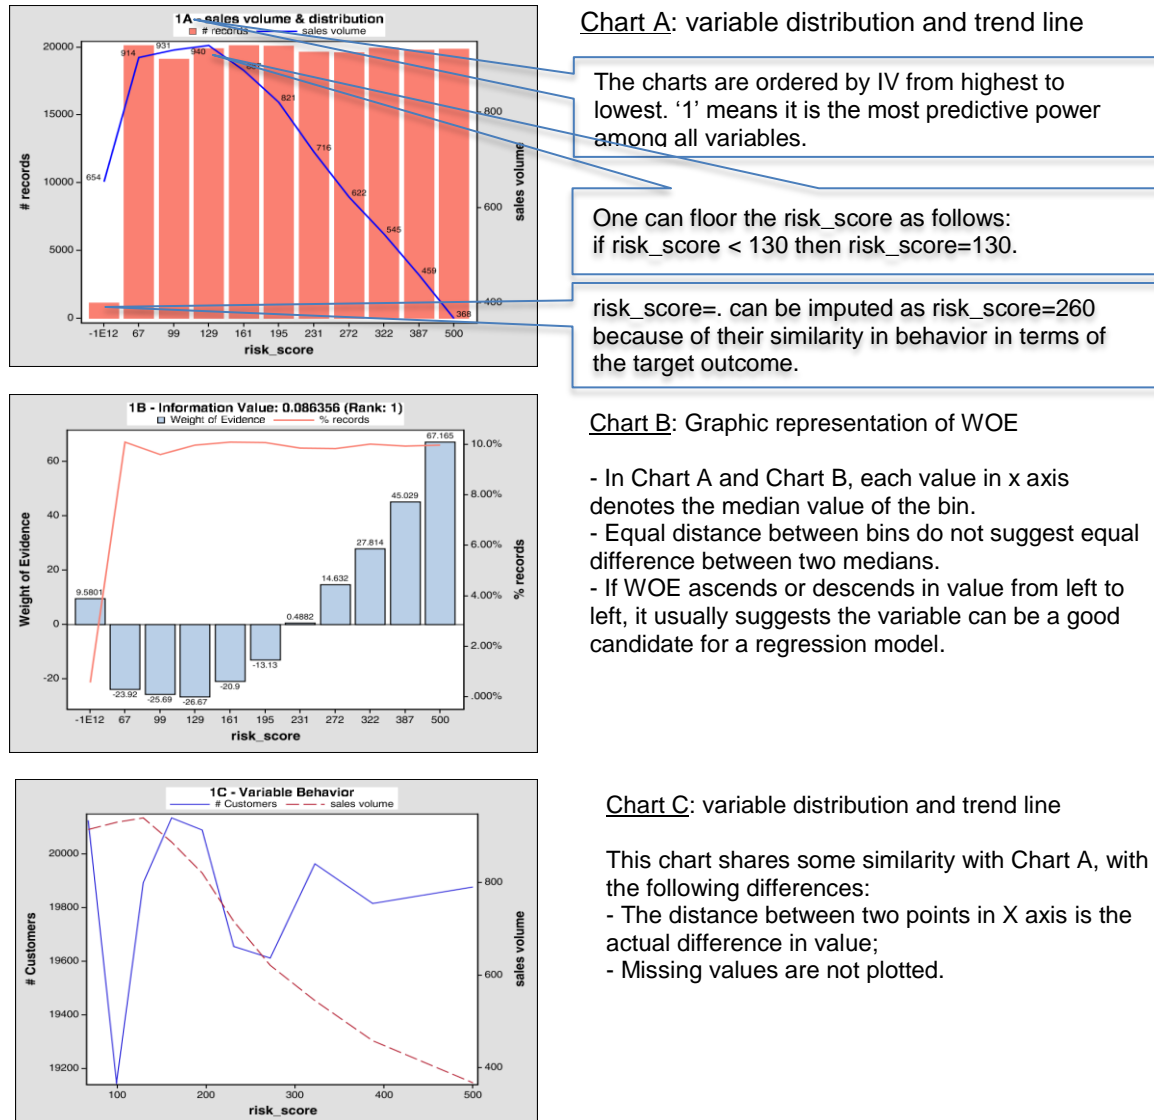 1A - sales volume & distribution
# records sales volume
20000
15000
10000
5000
0
# records
654
914
931
940
821
716
622
545
459
368
800
600
400
sales volume
-1E12 67 99 129 161 195 231 272 322 387 500
risk_score
Chart A: variable distribution and trend line
The charts are ordered by IV from highest to
lowest. ‘1’ means it is the most predictive power
among all variables.
One can floor the risk_score as follows:
if risk_score < 130 then risk_score=130.
risk_score=. can be imputed as risk_score=260
because of their similarity in behavior in terms of
the target outcome.
1B - Information Value: 0.086356 (Rank: 1)
Weight of Evidence % records
60
40
20
0
-20
Weight of Evidence
9.5801
-23.92
-25.69
-26.67
-20.9
-13.13
0.4882
14.632
27.814
45.029
67.165
10.0%
8.00%
6.00%
4.00%
2.00%
.000%
% records
-1E12 67 99 129 161 195 231 272 322 387 500
risk_score
Chart B: Graphic representation of WOE
- In Chart A and Chart B, each value in x axis
denotes the median value of the bin.
- Equal distance between bins do not suggest equal
difference between two medians.
- If WOE ascends or descends in value from left to
left, it usually suggests the variable can be a good
candidate for a regression model.
1C - Variable Behavior
# Customers sales volume
20000
19800
19600
19400
19200
# Customers
800
600
400
sales volume
100 200 300 400 500
risk_score
Chart C: variable distribution and trend line
This chart shares some similarity with Chart A, with
the following differences:
- The distance between two points in X axis is the
actual difference in value;
- Missing values are not plotted.